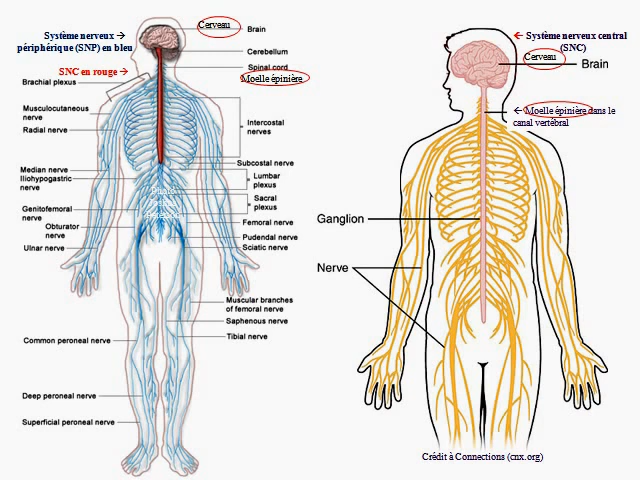 Système nerveux →
périphérique (SNP) en bleu
SNC en rouge →
Cerveau
Brain
Cerebellum
Spinal cord
Moelle épinière
Brachial plexus
Musculocutaneous
nerve
Radial nerve
Intercostal
nerves
Median nerve
Iliohypogastric
nerve
Subcostal nerve
Lumbar
plexus
Sacral
plexus
Genitofemoral
nerve
Obturator
nerve
Ulnar nerve
Femoral nerve
Pudendal nerve
Sciatic nerve
Muscular branches
of femoral nerve
Saphenous nerve
Tibial nerve
Common peroneal nerve
Deep peroneal nerve
Superficial peroneal nerve
← Système nerveux central
(SNC)
Cerveau
Brain
← Moelle épinière dans le
canal vertébral
Ganglion
Nerve
Crédit à Connections (cnx.org)